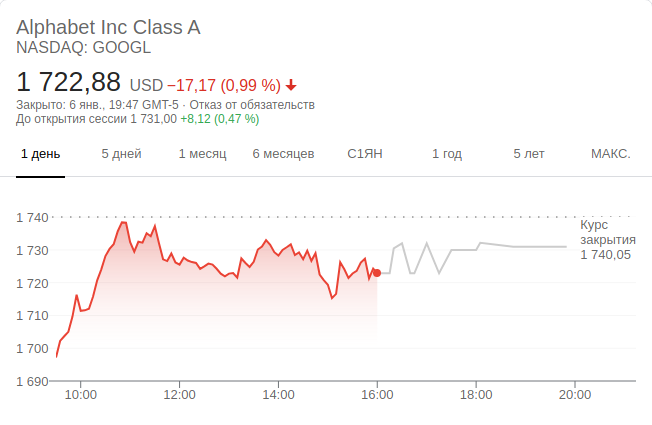 Alphabet Inc Class A
NASDAQ: GOOGL
1 722,88 USD −17,17 (0,99 %)
Закрыто: 6 янв., 19:47 GMT-5 · Отказ от обязательств
До открытия сессии 1 731,00 +8,12 (0,47 %)
1 день 5 дней 1 месяц 6 месяцев С1ЯН 1 год 5 лет МАКС.
1 740
Курс
закрытия
1 740,05
1 730
1 720
1 710
1 700
1 690
10:00 12:00 14:00 16:00 18:00 20:00